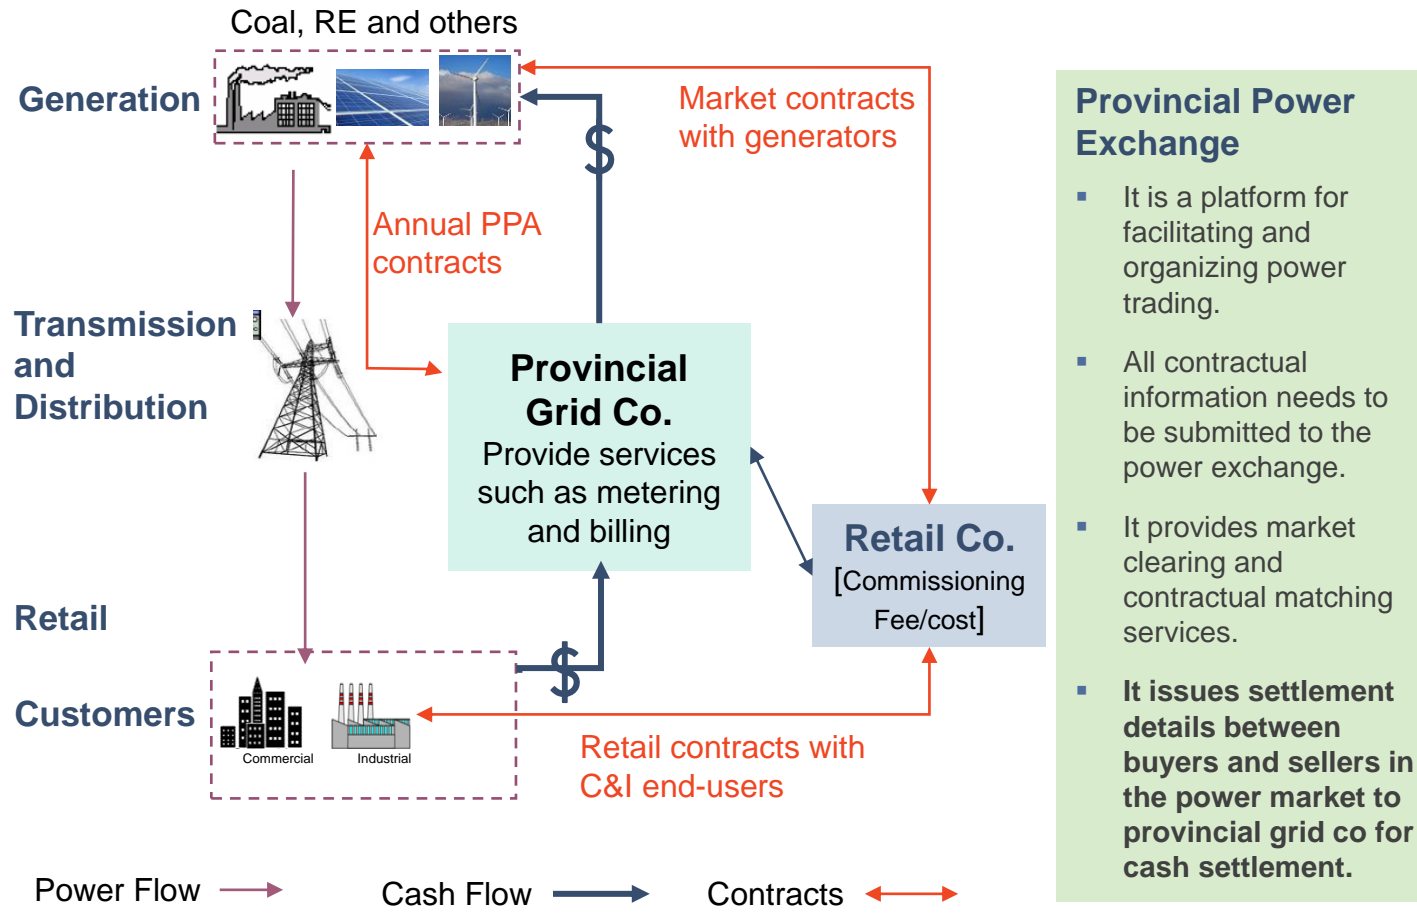 Coal, RE and others
Generation
Market contracts
with generators
Annual PPA
contracts
Transmission
and
Distribution
Provincial
Grid Co.
Provide services
such as metering
and billing
Retail Co.
[Commissioning
Fee/cost]
Retail
Customers
$
$
Commercial
Industrial
Retail contracts with
C&I end-users
Power Flow
Cash Flow
Contracts
Provincial Power
Exchange
▪ It is a platform for
facilitating and
organizing power
trading.
▪ All contractual
information needs to
be submitted to the
power exchange.
▪ It provides market
clearing and
contractual matching
services.
▪ It issues settlement
details between
buyers and sellers in
the power market to
provincial grid co for
cash settlement.